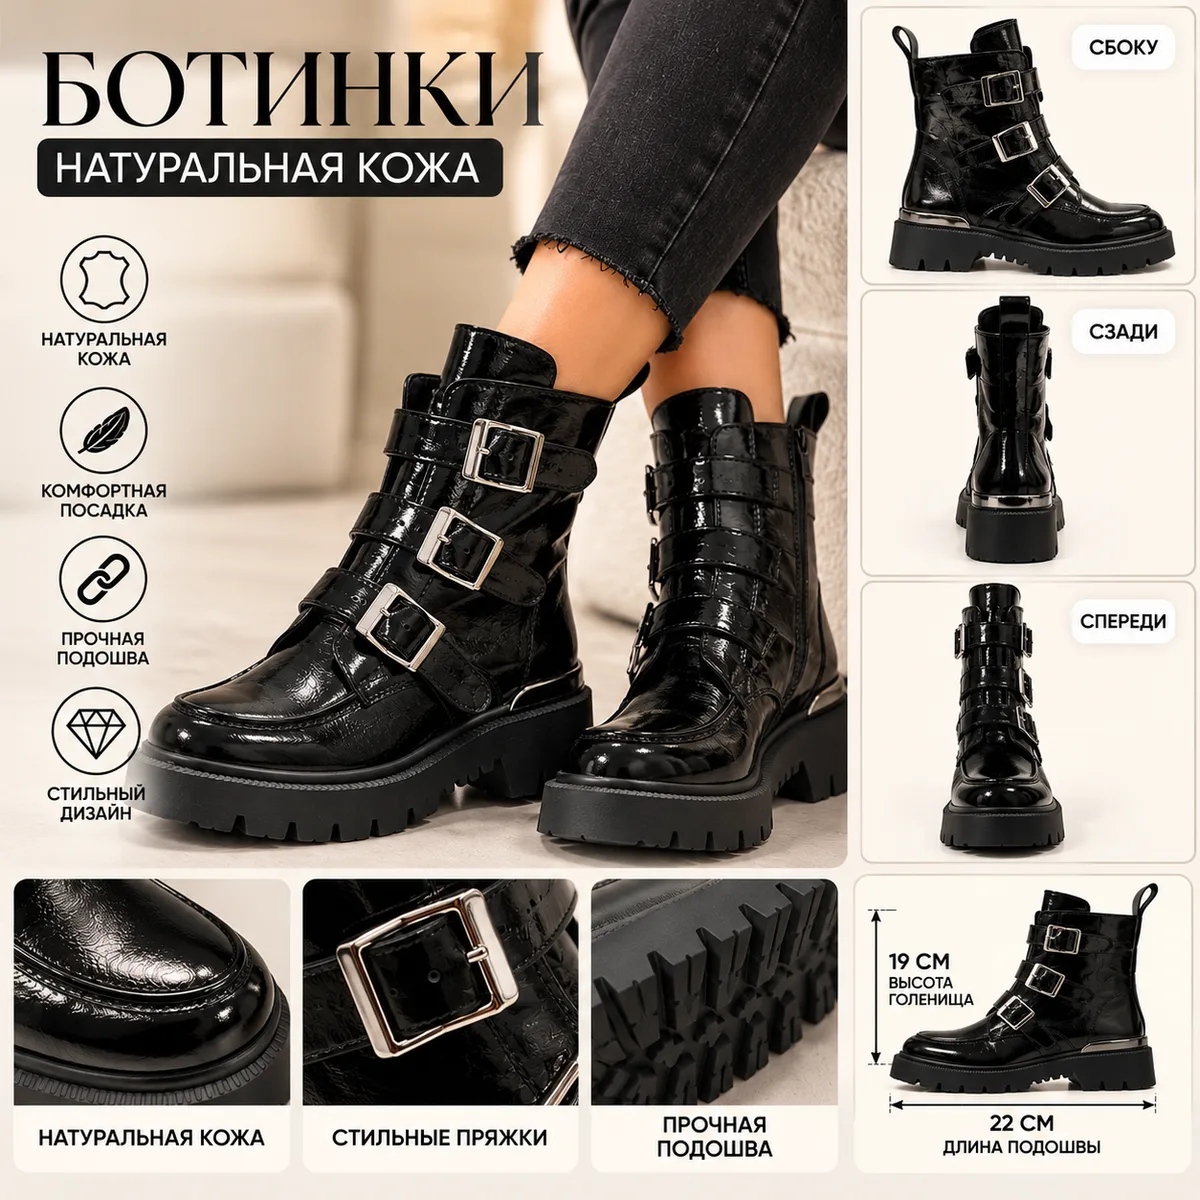 БОТИНКИ
НАТУРАЛЬНАЯ КОЖА
НАТУРАЛЬНАЯ
КОЖА
КОМФОРТНАЯ
ПОСАДКА
ПРОЧНАЯ
ПОДОШВА
СТИЛЬНЫЙ
ДИЗАЙН
СБОКУ
СЗАДИ
СПЕРЕДИ
НАТУРАЛЬНАЯ КОЖА
СТИЛЬНЫЕ ПРЯЖКИ
ПРОЧНАЯ
ПОДОШВА
19 СМ
ВЫСОТА
ГОЛЕНИЩА
22 СМ
ДЛИНА ПОДОШВЫ